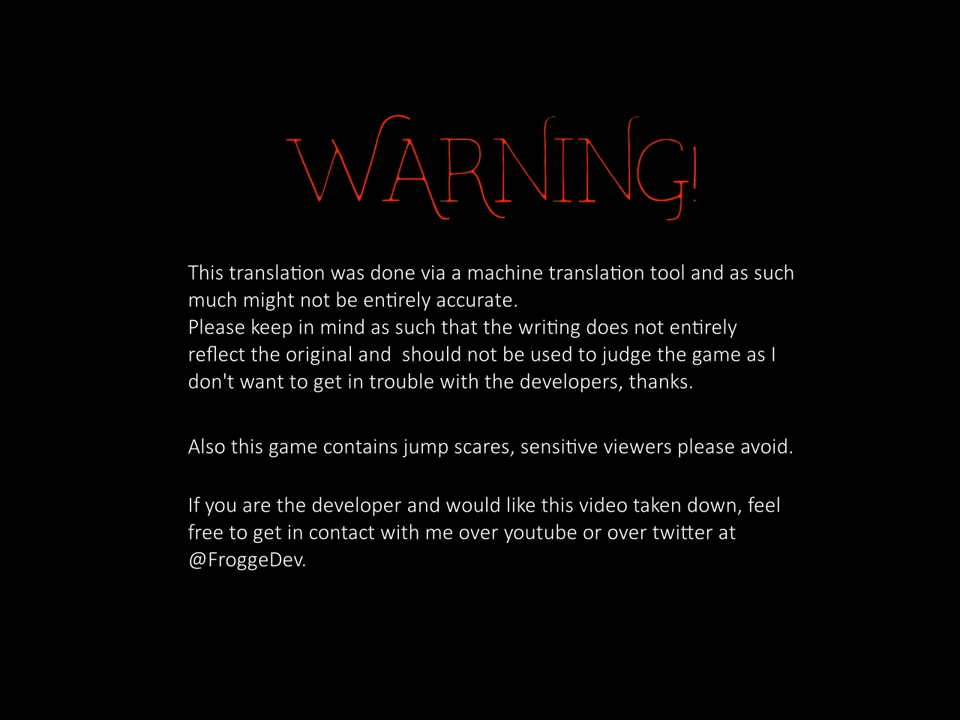 WARNING!
This translation was done via a machine translation tool and as such
much might not be entirely accurate.
Please keep in mind as such that the writing does not entirely
reflect the original and  should not be used to judge the game as I
don't want to get in trouble with the developers, thanks.
Also this game contains jump scares, sensitive viewers please avoid.
If you are the developer and would like this video taken down, feel
free to get in contact with me over youtube or over twitter at
@FroggeDev.